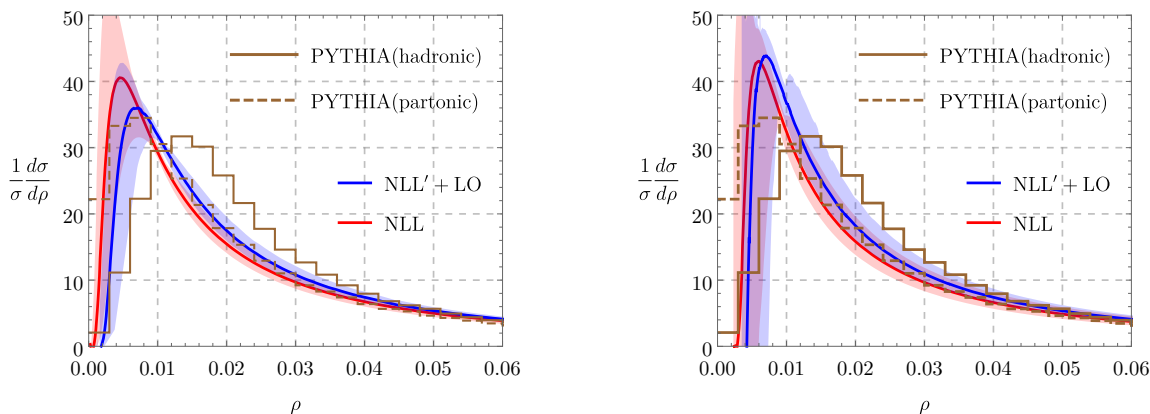 50
40
30
20
10
0
0.00 0.01 0.02 0.03 0.04 0.05 0.06
1/σ dσ/dρ
ρ
PYTHIA(hadronic)
PYTHIA(partonic)
NLL′ + LO
NLL
50
40
30
20
10
0
0.00 0.01 0.02 0.03 0.04 0.05 0.06
1/σ dσ/dρ
ρ
PYTHIA(hadronic)
PYTHIA(partonic)
NLL′ + LO
NLL